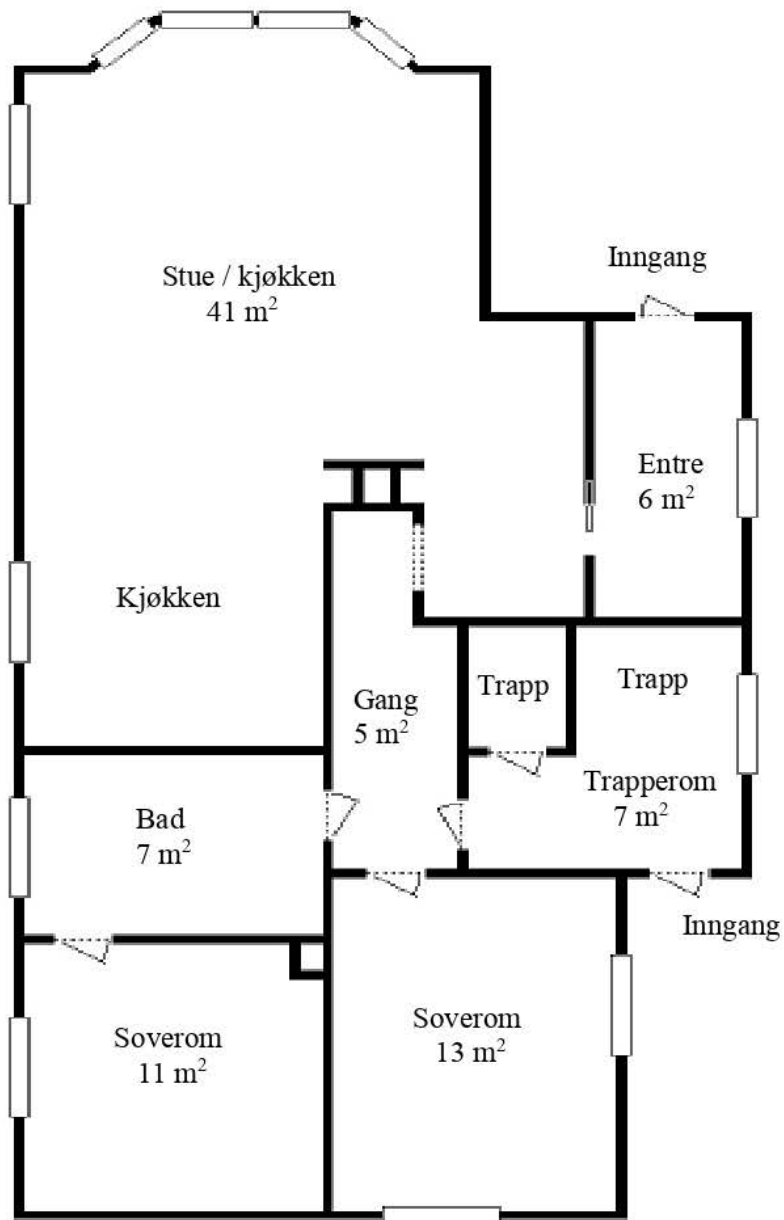 Inngang
Stue / kjøkken
41 m²
Entre
6 m²
Kjøkken
Gang
5 m²
Trapp
Trapp
Trapperom
7 m²
Bad
7 m²
Inngang
Soverom
11 m²
Soverom
13 m²